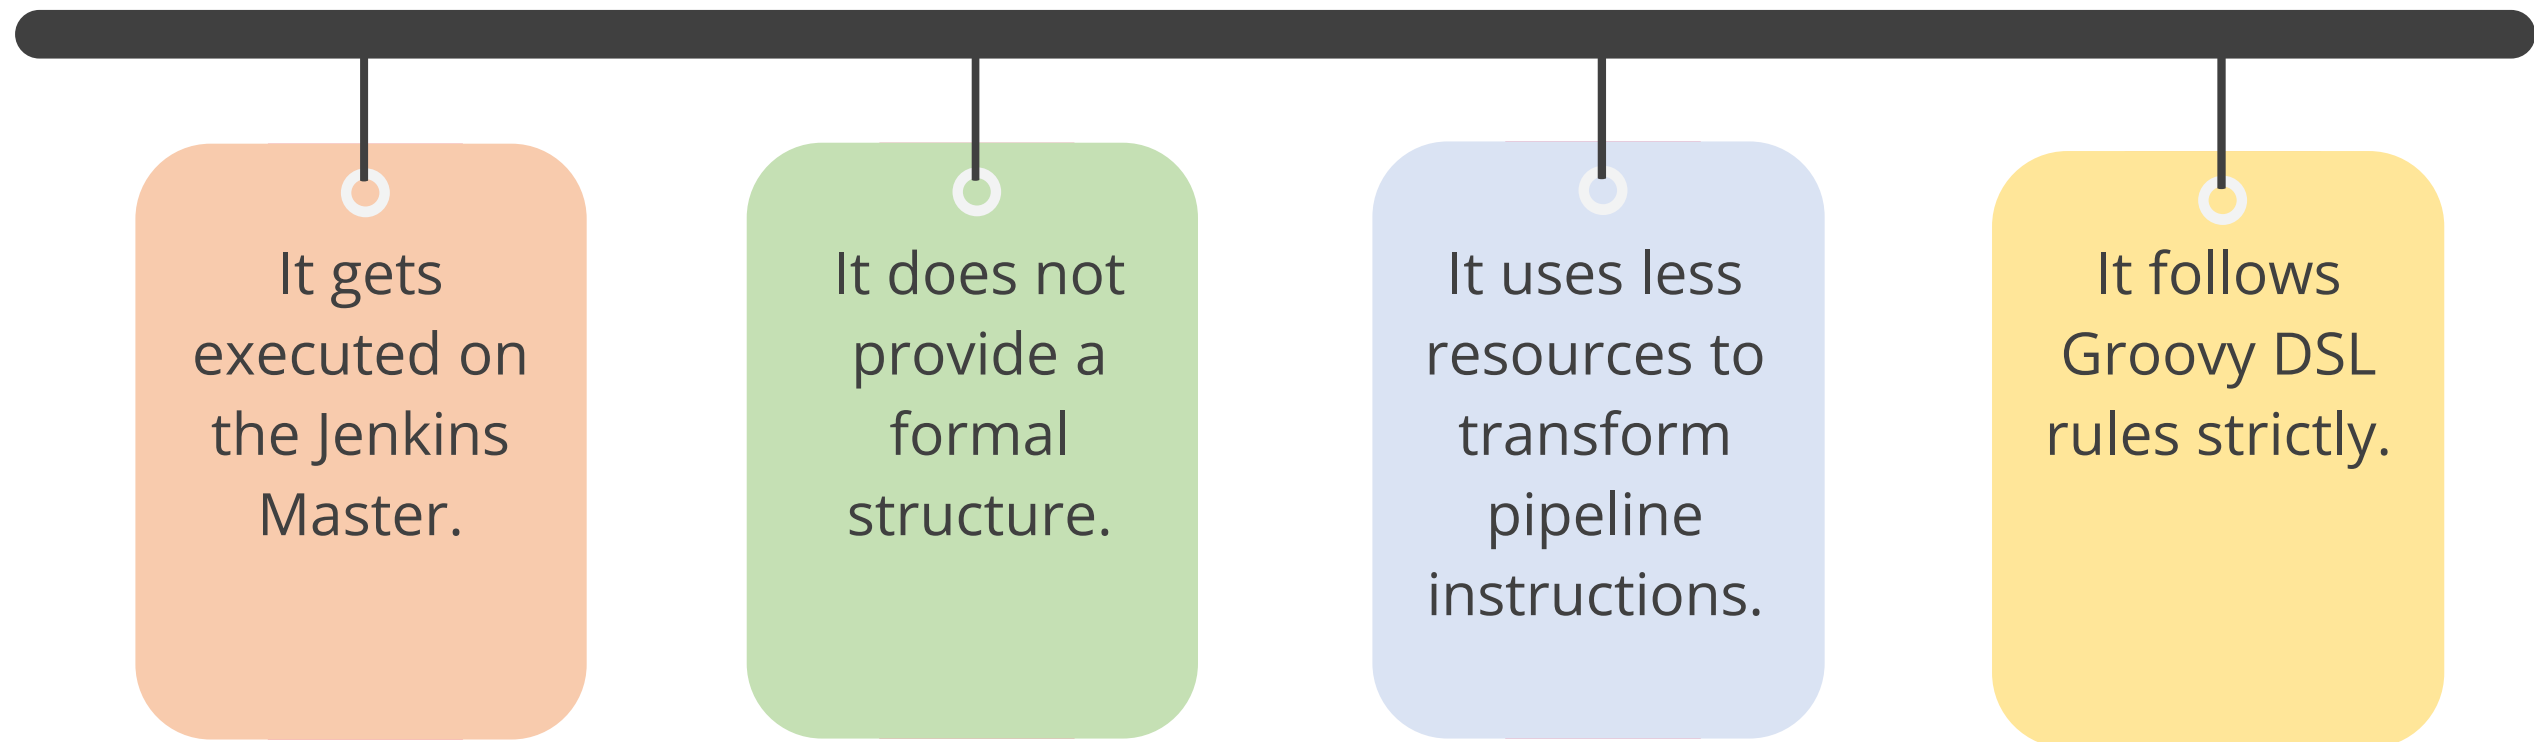 It gets
executed on
the Jenkins
Master.
It does not
provide a
formal
structure.
It uses less
resources to
transform
pipeline
instructions.
It follows
Groovy DSL
rules strictly.